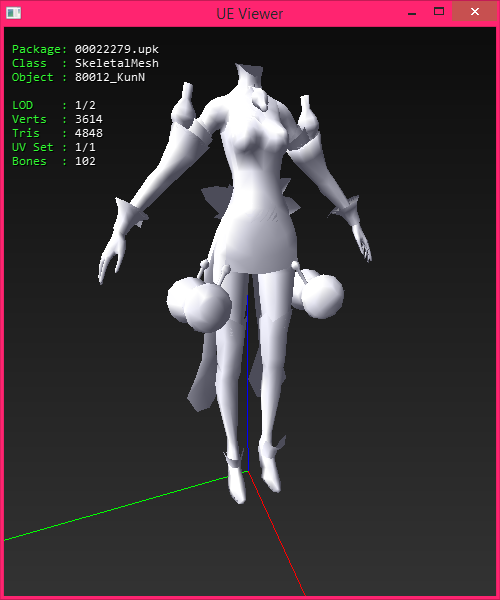 UE Viewer
Package: 00022279.upk
Class  : SkeletalMesh
Object : 80012_KunN
LOD    : 1/2
Verts  : 3614
Tris   : 4848
UV Set : 1/1
Bones  : 102